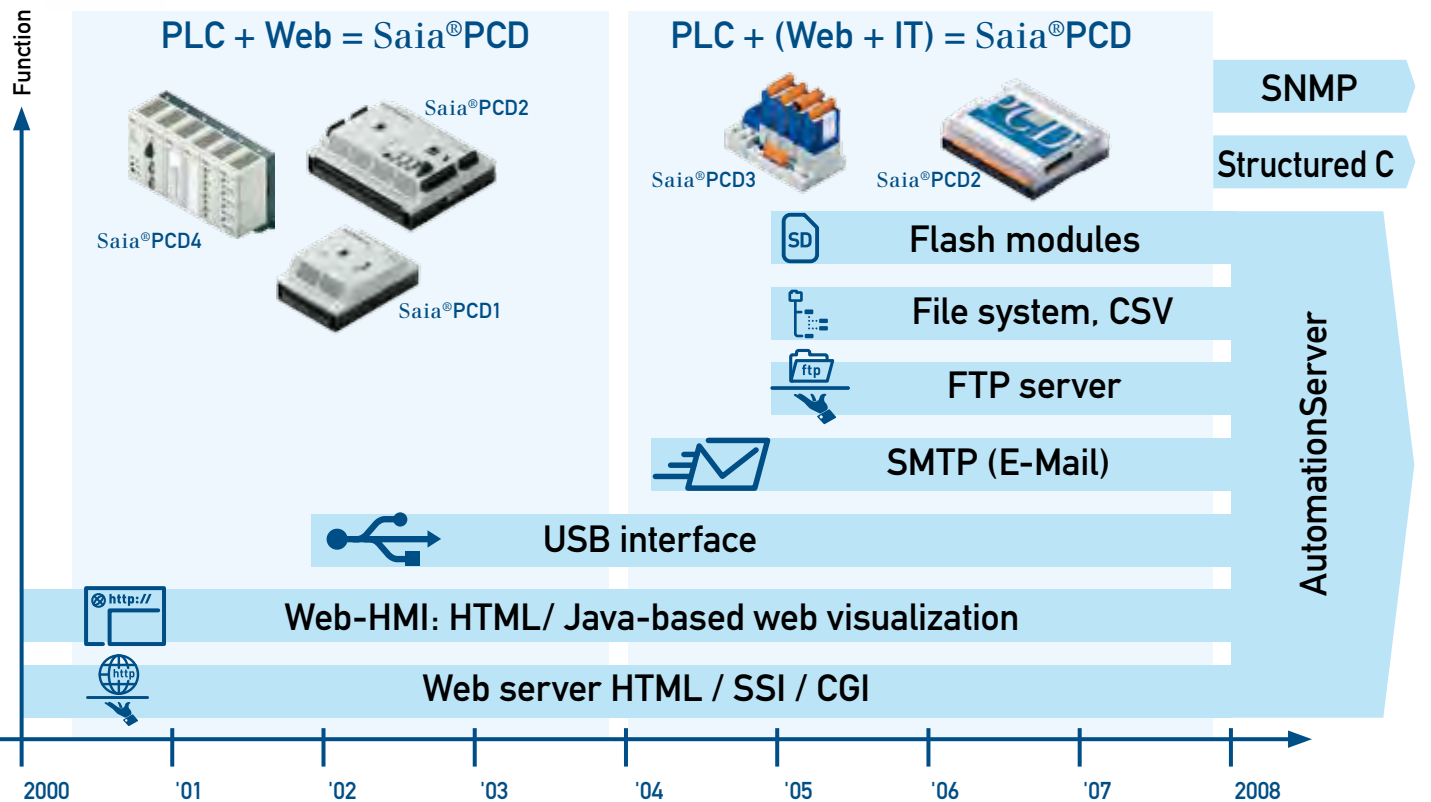 Function
PLC + Web = Saia®PCD
PLC + (Web + IT) = Saia®PCD
Saia®PCD2
Saia®PCD4
Saia®PCD1
PCD
Saia®PCD3
Saia®PCD2
SNMP
Structured C
SD
Flash modules
File system, CSV
ftp
FTP server
SMTP (E-Mail)
USB interface
http://
Web-HMI: HTML/ Java-based web visualization
http
Web server HTML / SSI / CGI
AutomationServer
2000 '01 '02 '03 '04 '05 '06 '07 2008